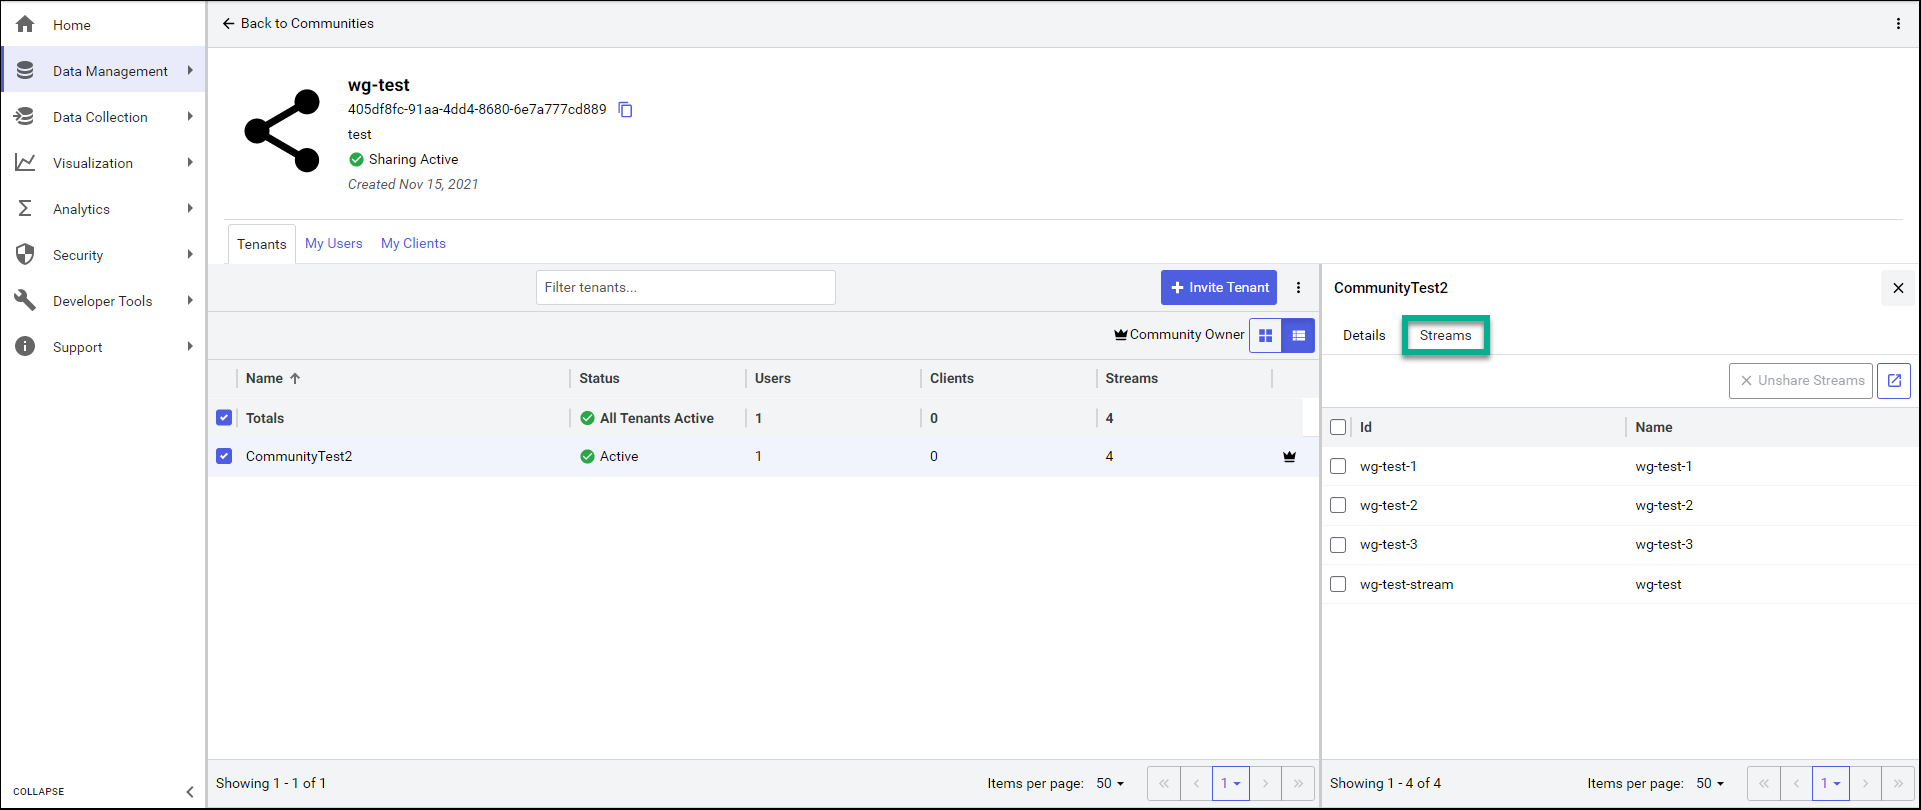 Home
Data Management
Data Collection
Visualization
Analytics
Security
Developer Tools
Support
COLLAPSE
Back to Communities
wg-test
405df8fc-91aa-4dd4-8680-6e7a777cd889
test
Sharing Active
Created Nov 15, 2021
Tenants My Users My Clients
Filter tenants... Invite Tenant
Community Owner
Name Status Users Clients Streams
Totals All Tenants Active 1 0 4
CommunityTest2 Active 1 0 4
Showing 1 - 1 of 1 Items per page: 50 1
CommunityTest2
Details Streams
Unshare Streams
Id Name
wg-test-1 wg-test-1
wg-test-2 wg-test-2
wg-test-3 wg-test-3
wg-test-stream wg-test
Showing 1 - 4 of 4 Items per page: 50 1